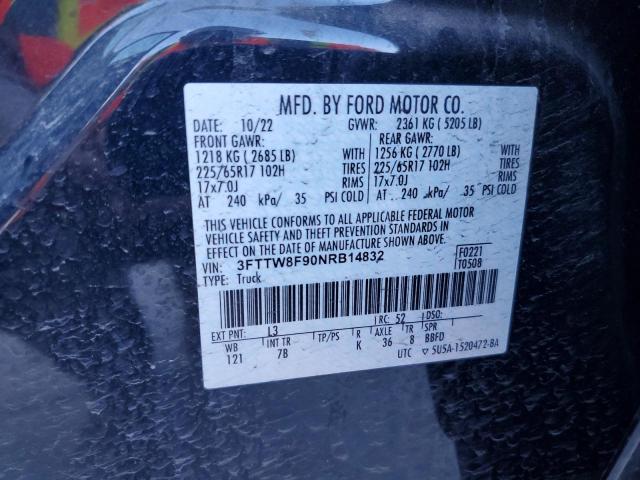 MFD. BY FORD MOTOR CO.
DATE: 10/22 GVWR: 2361 KG (5205 LB)
FRONT GAWR: REAR GAWR:
1218 KG (2685 LB) WITH 1256 KG (2770 LB) WITH
225/65R17 102H TIRES 225/65R17 102H TIRES
17x7.0J RIMS 17x7.0J RIMS
AT 240 kPa/ 35 PSI COLD AT 240 kPa/ 35 PSI COLD
THIS VEHICLE CONFORMS TO ALL APPLICABLE FEDERAL MOTOR
VEHICLE SAFETY AND THEFT PREVENTION STANDARDS IN EFFECT
ON THE DATE OF MANUFACTURE SHOWN ABOVE.
VIN: 3FTTW8F90NRB14832 F0221
TYPE: Truck T0508
EXT PNT: L3 RC: 52 DSO:
WB INT TR TP/PS R AXLE TR SPR
121 7B K 36 8 BBFD
UTC ▽ 5U5A-1520472-BA